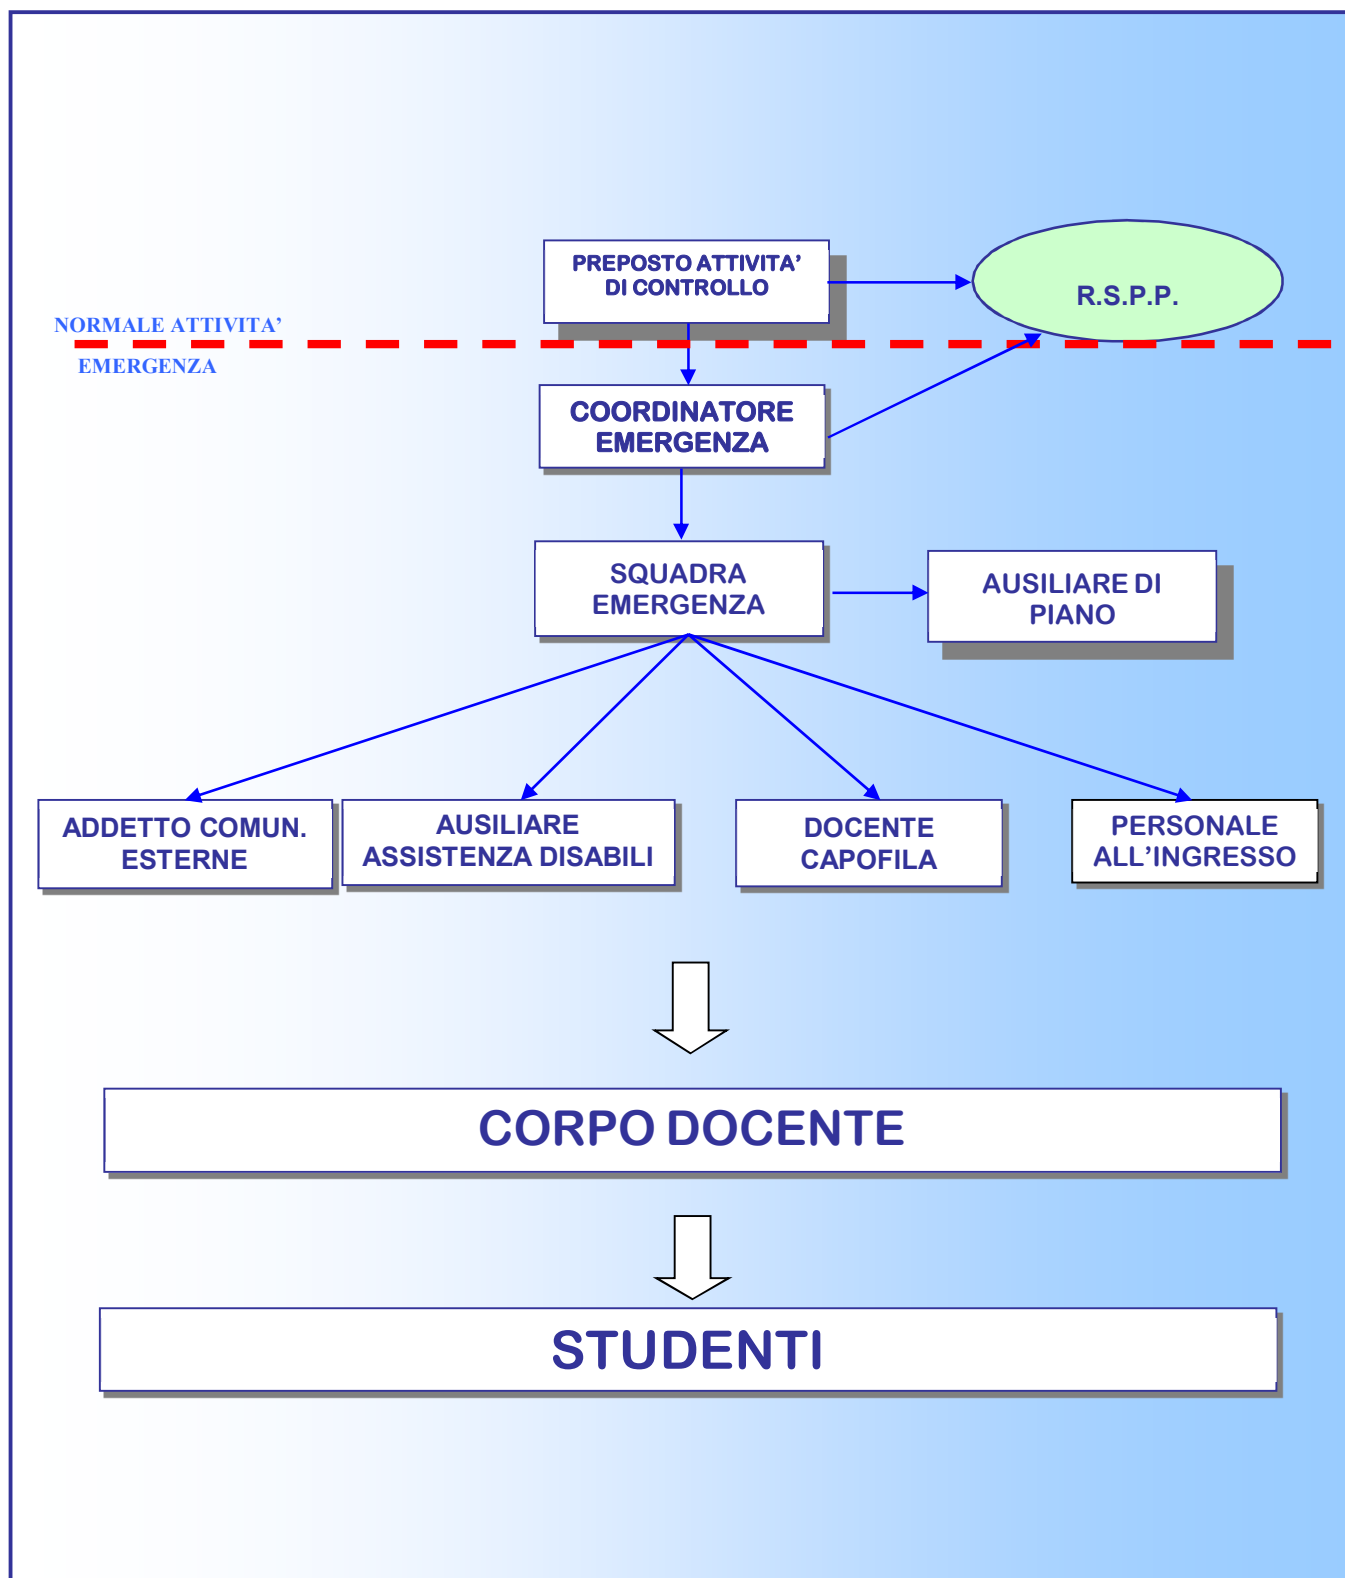 PREPOSTO ATTIVITA’
DI CONTROLLO
R.S.P.P.
NORMALE ATTIVITA’
EMERGENZA
COORDINATORE
EMERGENZA
SQUADRA
EMERGENZA
AUSILIARE DI
PIANO
ADDETTO COMUN.
ESTERNE
AUSILIARE
ASSISTENZA DISABILI
DOCENTE
CAPOFILA
PERSONALE
ALL’INGRESSO
CORPO DOCENTE
STUDENTI